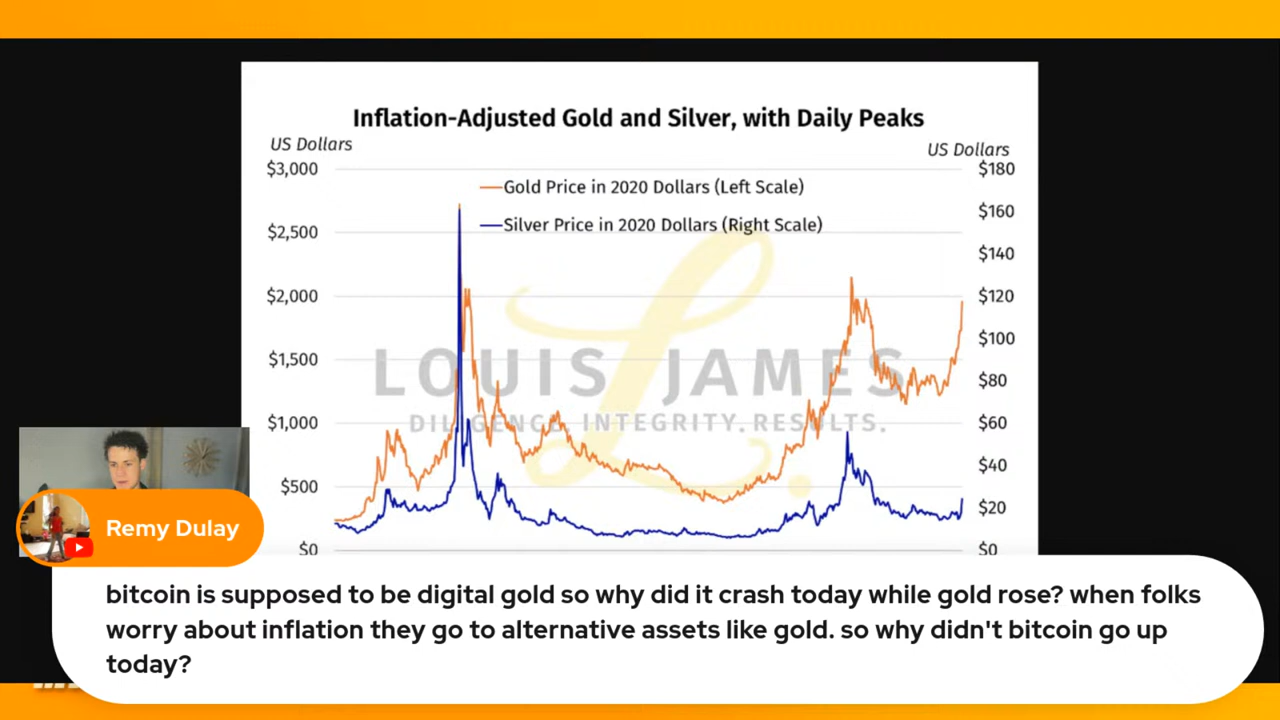 Inflation-Adjusted Gold and Silver, with Daily Peaks
US Dollars
US Dollars
$3,000
$180
Gold Price in 2020 Dollars (Left Scale)
$160
Silver Price in 2020 Dollars (Right Scale)
$2,500
$140
$2,000
$120
$100
$1,500
LOUIS JAMES
$80
$1,000
DILIGENCE. INTEGRITY. RESULTS.
$60
$40
$500
$20
$0
$0
Remy Dulay
bitcoin is supposed to be digital gold so why did it crash today while gold rose? when folks
worry about inflation they go to alternative assets like gold. so why didn't bitcoin go up
today?